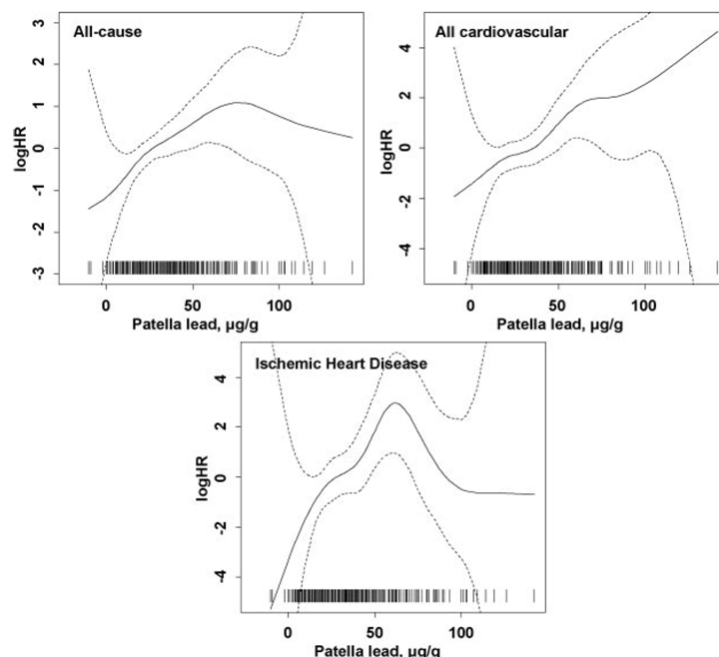 All-cause
3
2
1
0
-1
-2
-3
logHR
0 50 100
Patella lead, μg/g
All cardiovascular
4
2
0
-2
-4
logHR
0 50 100
Patella lead, μg/g
Ischemic Heart Disease
4
2
0
-2
-4
logHR
0 50 100
Patella lead, μg/g